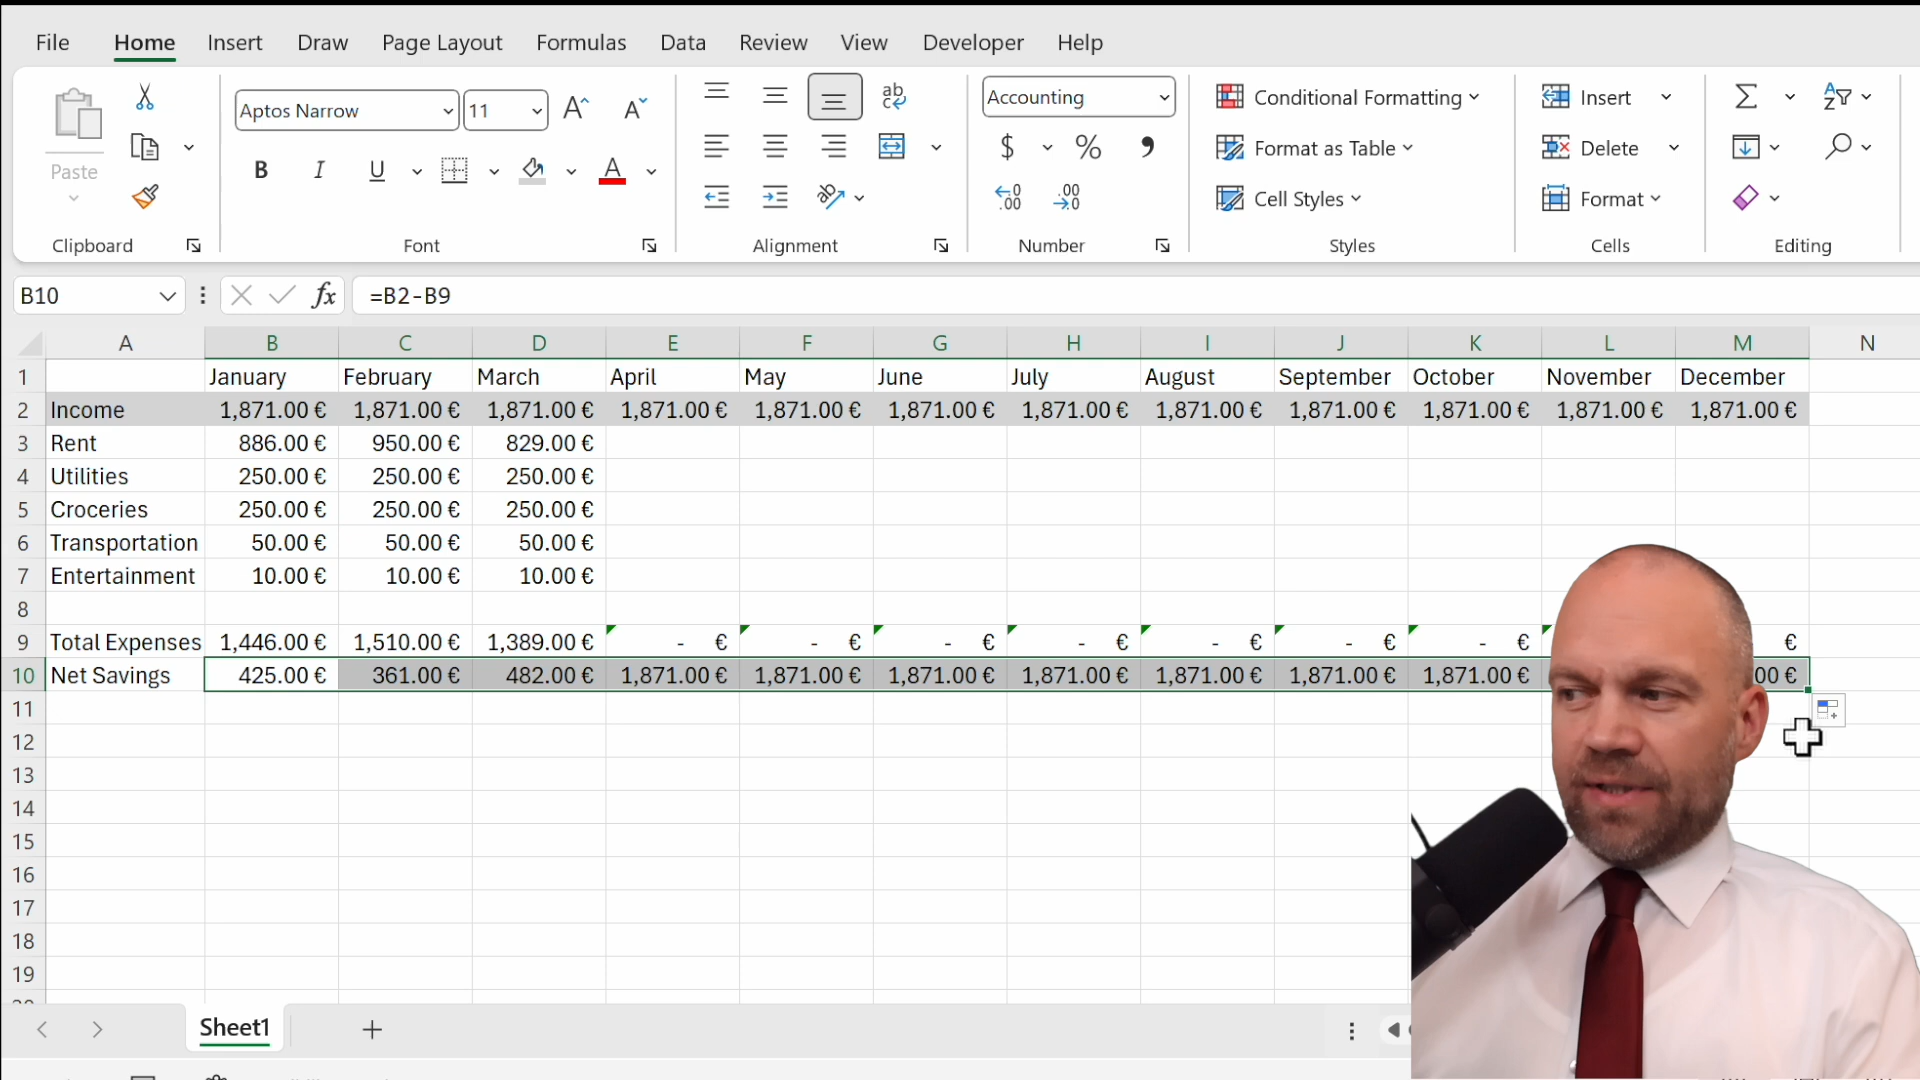 File Home Insert Draw Page Layout Formulas Data Review View Developer Help
Aptos Narrow 11 A A ab Accounting Conditional Formatting Insert Σ A Z
c
Paste $ % , Format as Table Delete
B I U A .00 .00 Cell Styles Format
Clipboard Font Alignment Number Styles Cells Editing
B10 fx =B2-B9
A B C D E F G H I J K L M N
1 January February March April May June July August September October November December
2 Income 1,871.00 € 1,871.00 € 1,871.00 € 1,871.00 € 1,871.00 € 1,871.00 € 1,871.00 € 1,871.00 € 1,871.00 € 1,871.00 € 1,871.00 € 1,871.00 €
3 Rent 886.00 € 950.00 € 829.00 €
4 Utilities 250.00 € 250.00 € 250.00 €
5 Croceries 250.00 € 250.00 € 250.00 €
6 Transportation 50.00 € 50.00 € 50.00 €
7 Entertainment 10.00 € 10.00 € 10.00 €
8
9 Total Expenses 1,446.00 € 1,510.00 € 1,389.00 € - € - € - € - € - € - € - € €
10 Net Savings 425.00 € 361.00 € 482.00 € 1,871.00 € 1,871.00 € 1,871.00 € 1,871.00 € 1,871.00 € 1,871.00 € 1,871.00 € 00 €
11
12
13
14
15
16
17
18
19
Sheet1